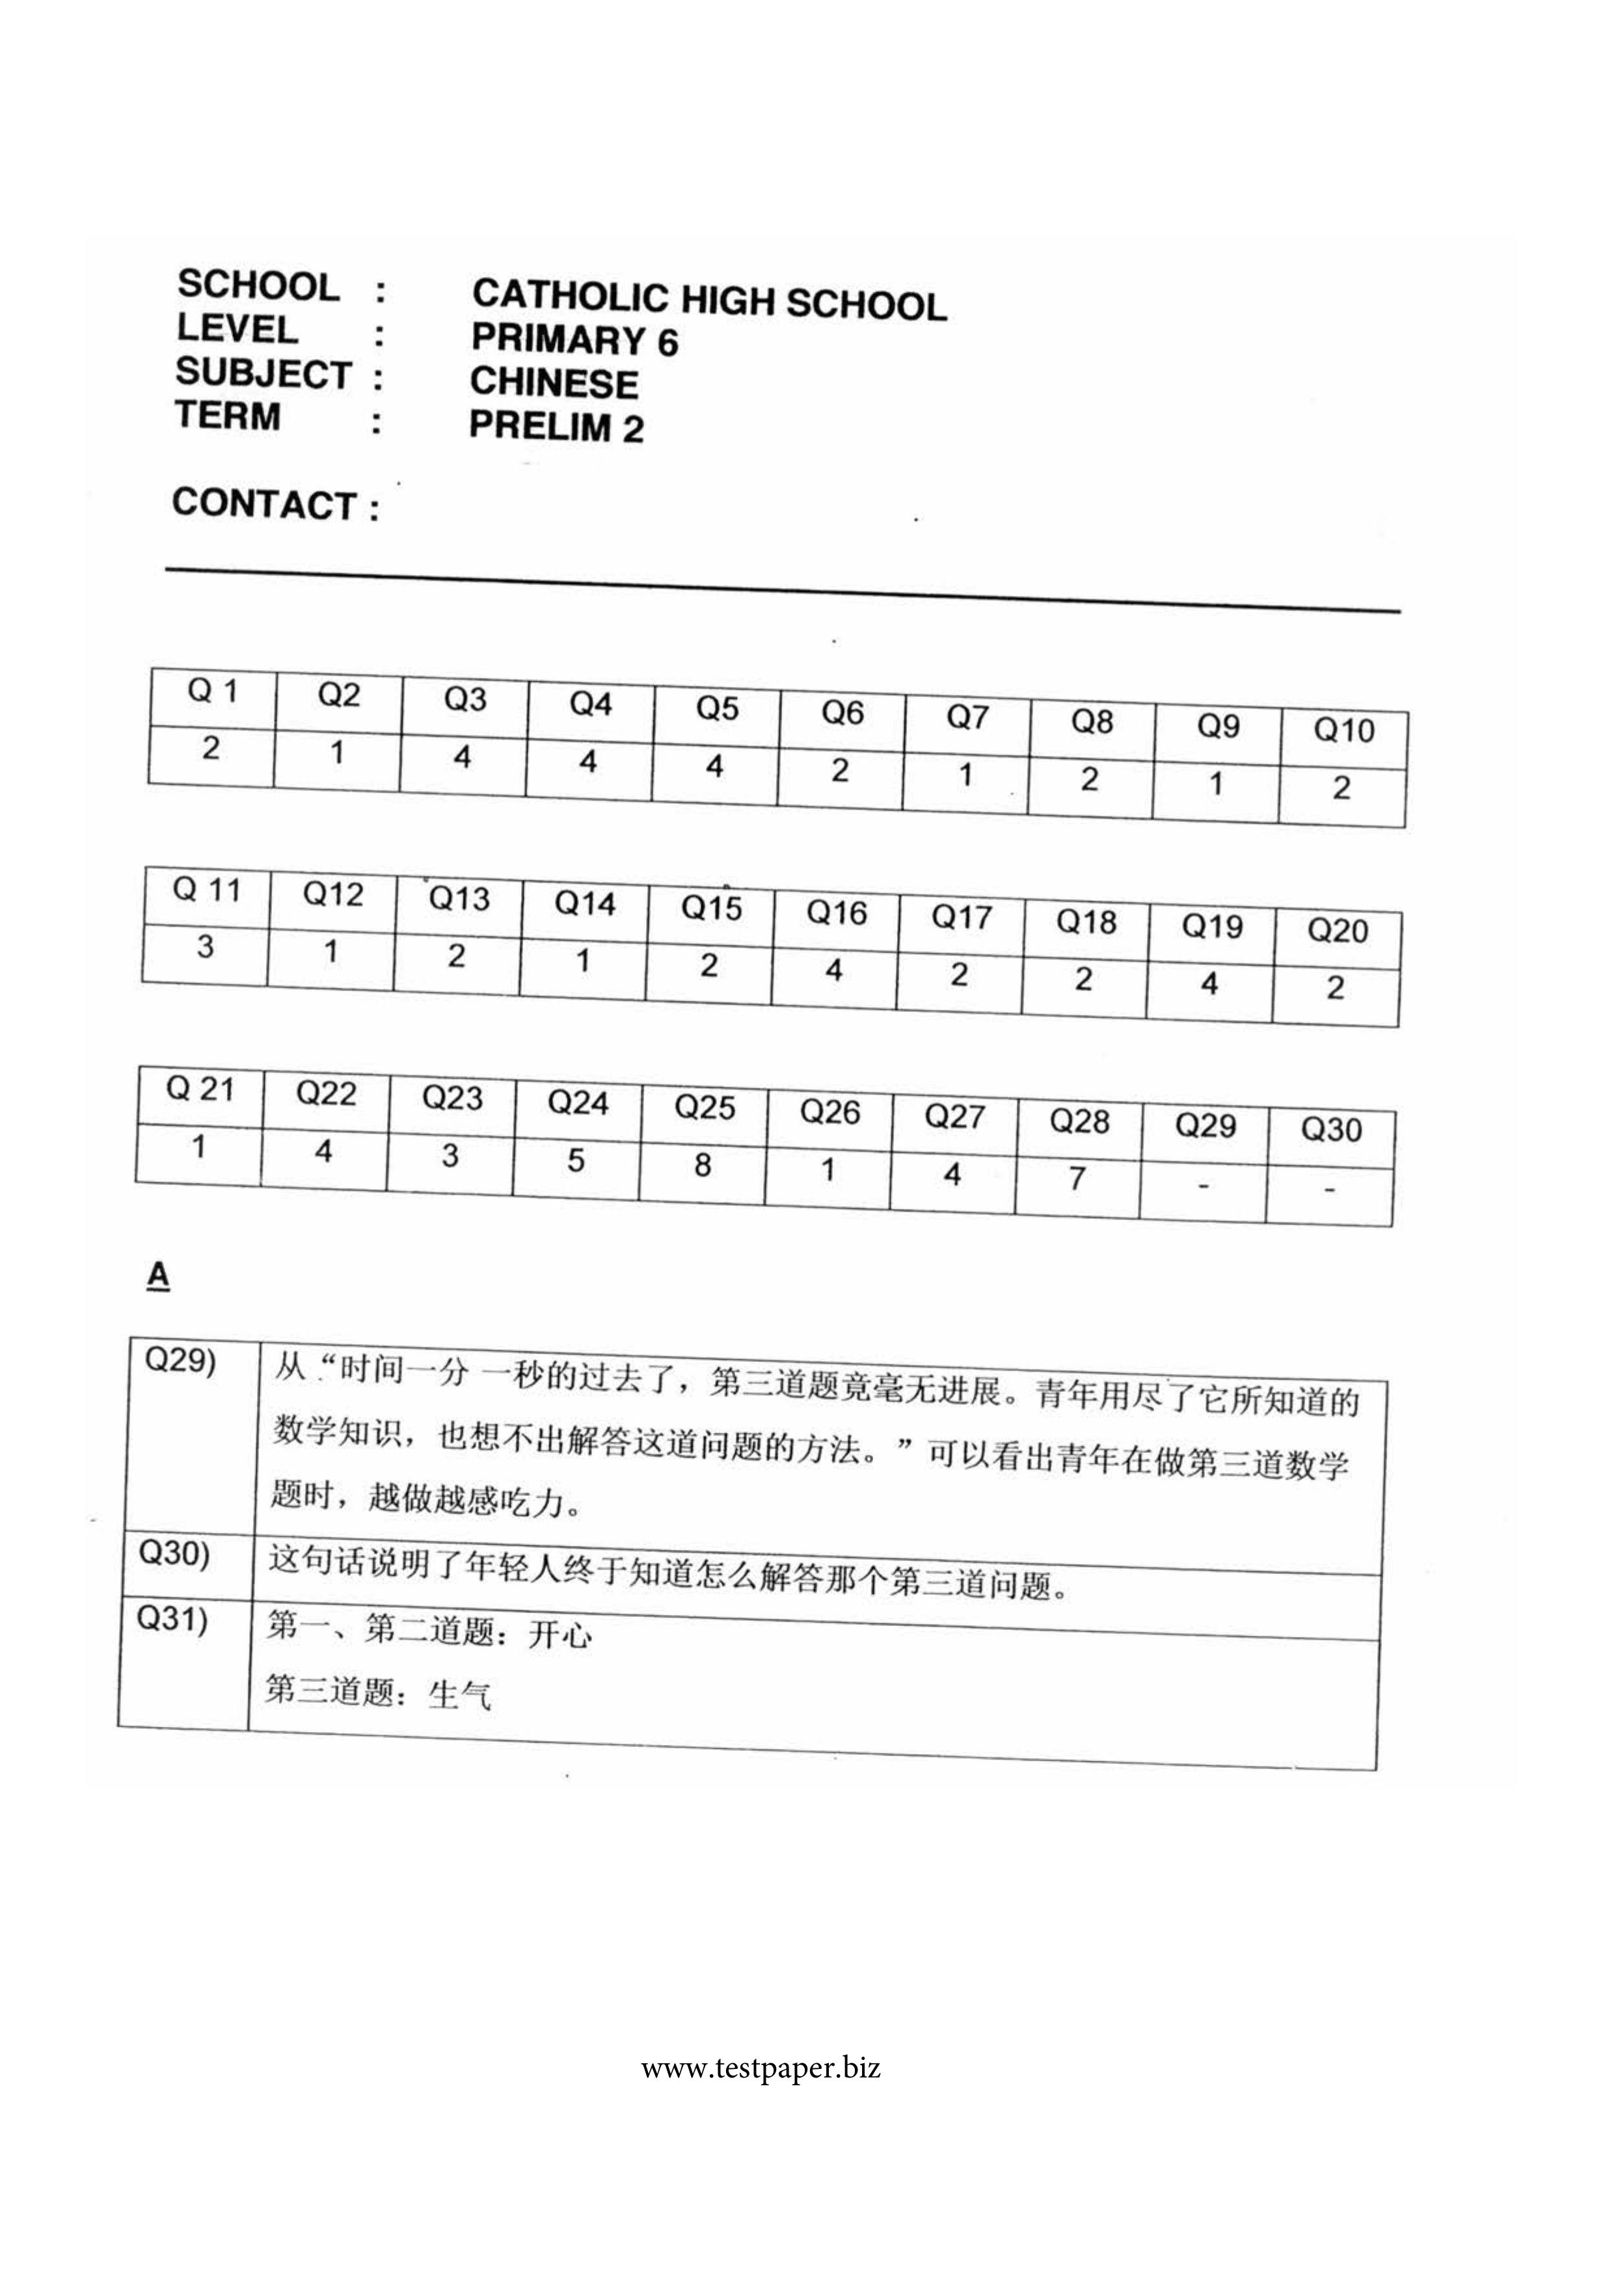 SCHOOL : CATHOLIC HIGH SCHOOL
LEVEL : PRIMARY 6
SUBJECT : CHINESE
TERM : PRELIM 2
CONTACT :
Q 1 Q2 Q3 Q4 Q5 Q6 Q7 Q8 Q9 Q10
2 1 4 4 4 2 1 2 1 2
Q 11 Q12 Q13 Q14 Q15 Q16 Q17 Q18 Q19 Q20
3 1 2 1 2 4 2 2 4 2
Q 21 Q22 Q23 Q24 Q25 Q26 Q27 Q28 Q29 Q30
1 4 3 5 8 1 4 7 - -
A
Q29) 从“时间一分 一秒的过去了，第三道题竟毫无进展。青年用尽了它所知道的
数学知识，也想不出解答这道问题的方法。”可以看出青年在做第三道数学
题时，越做越感吃力。
Q30) 这句话说明了年轻人终于知道怎么解答那个第三道问题。
Q31) 第一、第二道题：开心
第三道题：生气
www.testpaper.biz